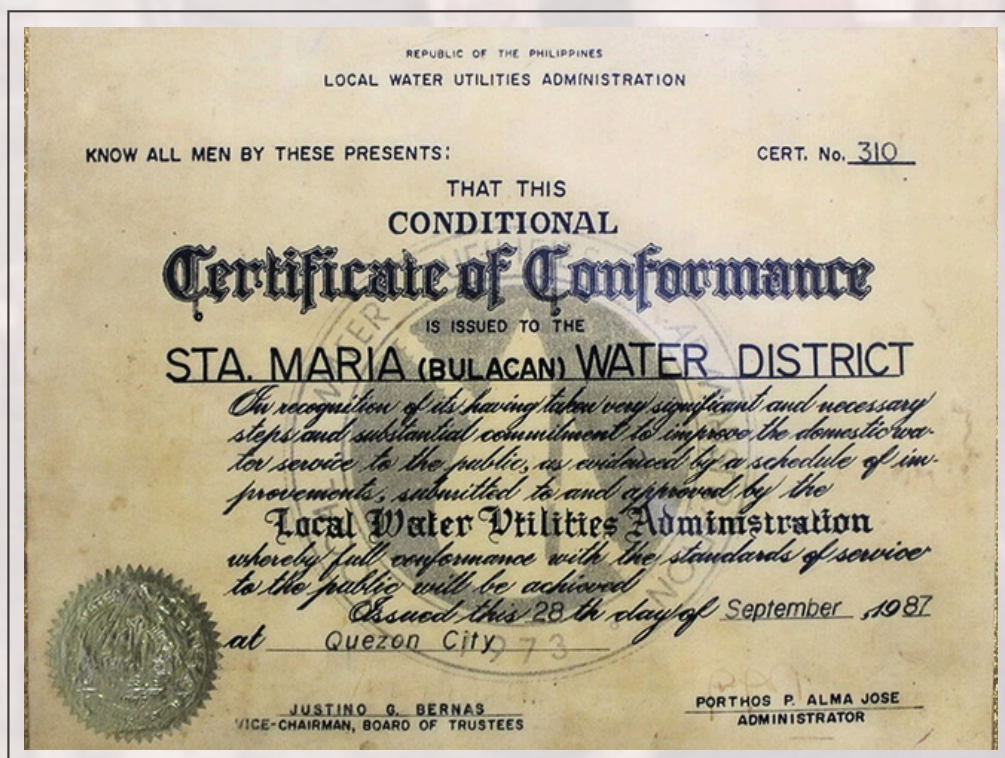 REPUBLIC OF THE PHILIPPINES
LOCAL WATER UTILITIES ADMINISTRATION
KNOW ALL MEN BY THESE PRESENTS: CERT. No. 310
THAT THIS
CONDITIONAL
Certificate of Conformance
IS ISSUED TO THE
STA. MARIA (BULACAN) WATER DISTRICT
In recognition of its having taken very significant and necessary
steps and substantial commitment to improve the domestic wa-
ter service to the public, as evidenced by a schedule of im-
provements, submitted to and approved by the
Local Water Utilities Administration
whereby full conformance with the standards of service
to the public will be achieved
Issued this 28 th day of September, 1987
at Quezon City
1973
JUSTINO G. BERNAS
VICE-CHAIRMAN, BOARD OF TRUSTEES
PORTHOS P. ALMA JOSE
ADMINISTRATOR